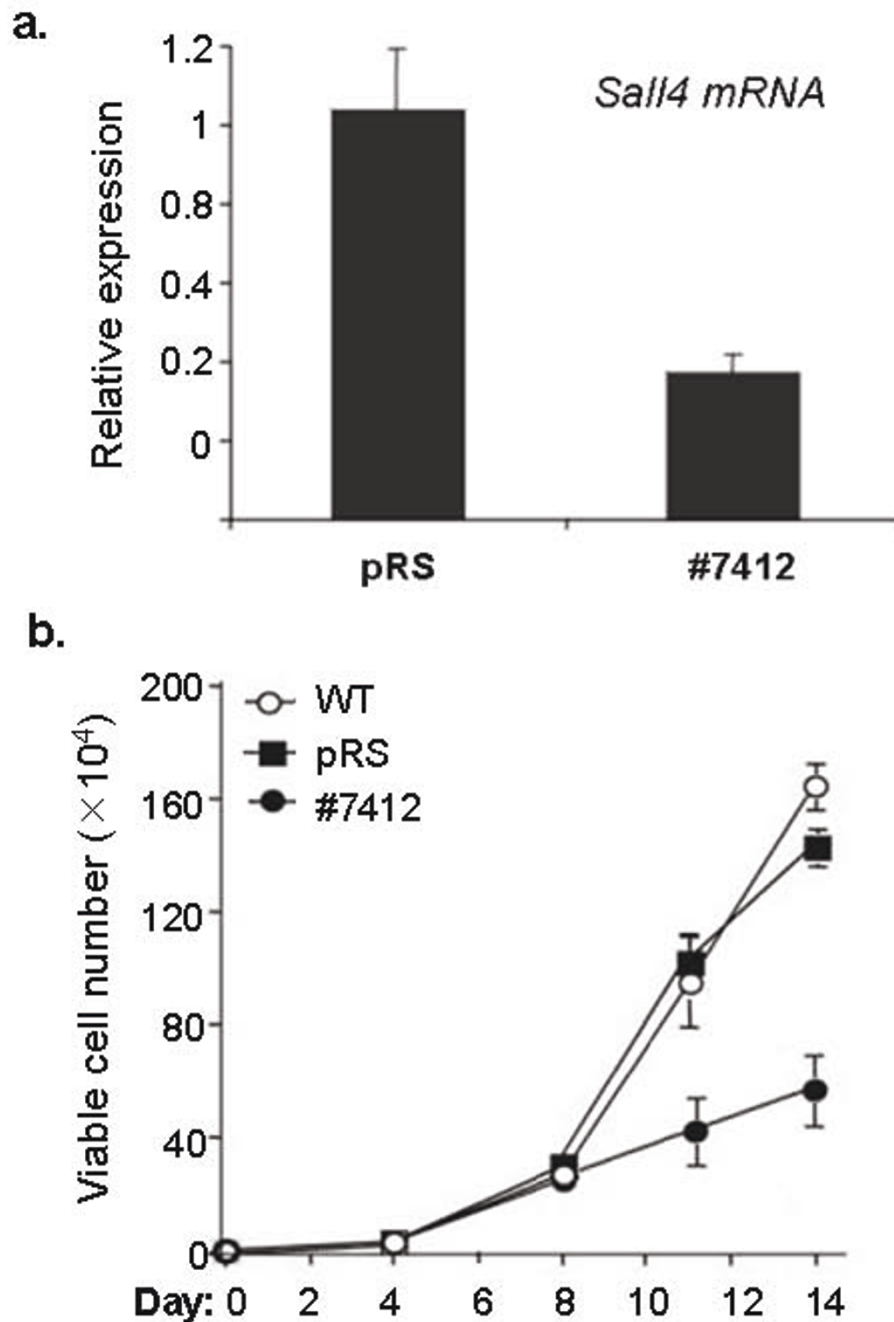 a.
Relative expression
1.2
1
0.8
0.4
0.2
0
Sall4 mRNA
pRS
#7412
b.
Viable cell number (×10⁴)
200
160
120
80
40
0
WT
pRS
#7412
Day: 0 2 4 6 8 10 12 14